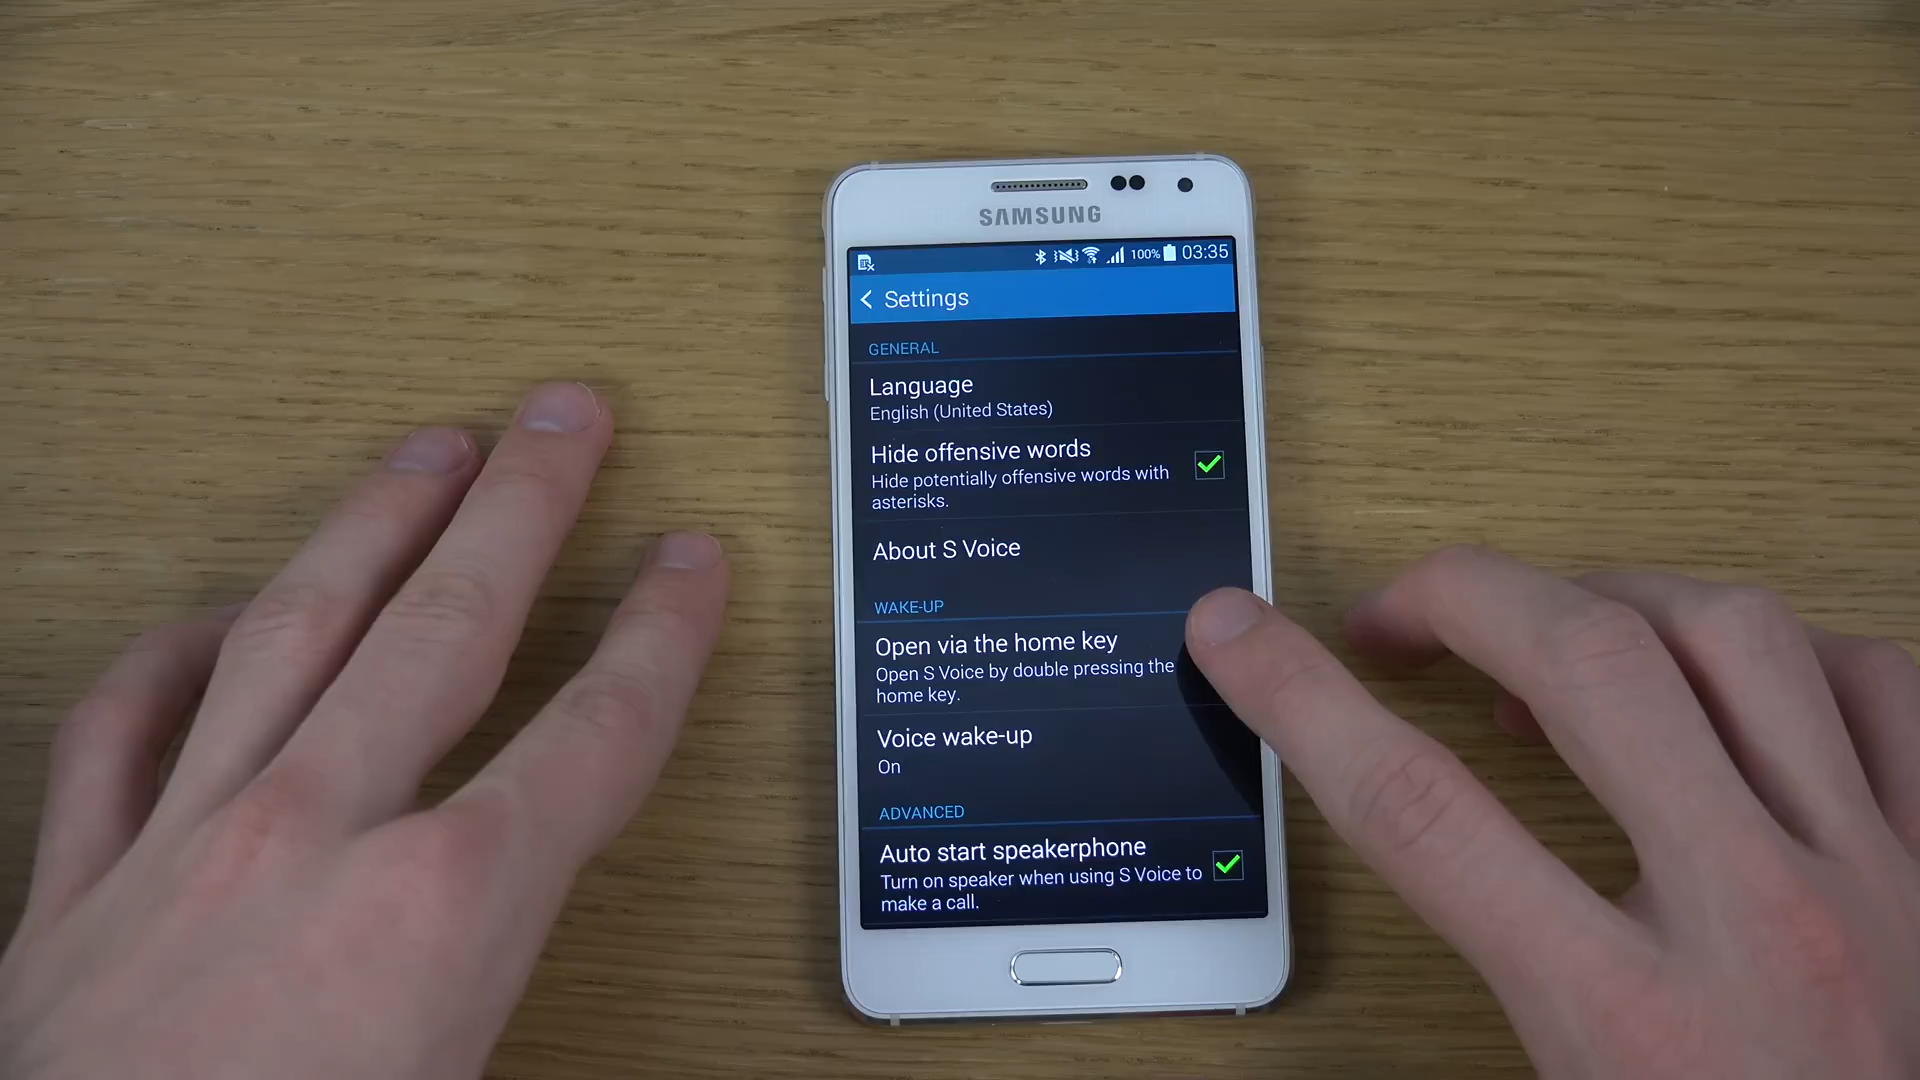 SAMSUNG
100% 03:35
Settings
GENERAL
Language
English (United States)
Hide offensive words
Hide potentially offensive words with
asterisks.
About S Voice
WAKE-UP
Open via the home key
Open S Voice by double pressing the
home key.
Voice wake-up
On
ADVANCED
Auto start speakerphone
Turn on speaker when using S Voice to
make a call.